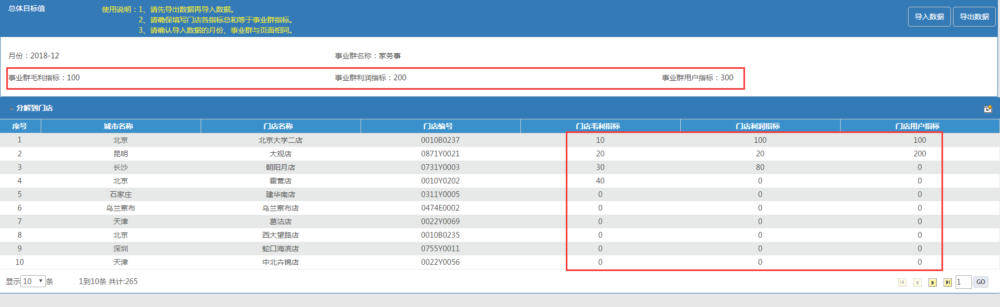 总体目标值
使用说明：1、请先导出数据再导入数据。
2、请确保填写门店各指标总和等于事业群指标。
3、请确认导入数据的月份、事业群与页面相同。
导入数据 导出数据
月份：2018-12 事业群名称：家务事
事业群毛利指标：100 事业群利润指标：200 事业群用户指标：300
分解到门店
序号 城市名称 门店名称 门店编号 门店毛利指标 门店利润指标 门店用户指标
1 北京 北京大学二店 0010B0237 10 100 100
2 昆明 大观店 0871Y0021 20 20 200
3 长沙 朝阳月店 0731Y0003 30 80 0
4 北京 霍营店 0010Y0202 40 0 0
5 石家庄 建华南店 0311Y0005 0 0 0
6 乌兰察布 乌兰察布店 0474E0002 0 0 0
7 天津 葛沽店 0022Y0069 0 0 0
8 北京 西大望路店 0010B0235 0 0 0
9 深圳 蛇口海滨店 0755Y0011 0 0 0
10 天津 中北卉锦店 0022Y0056 0 0 0
显示 10 条 1到10条 共计:265 1 GO